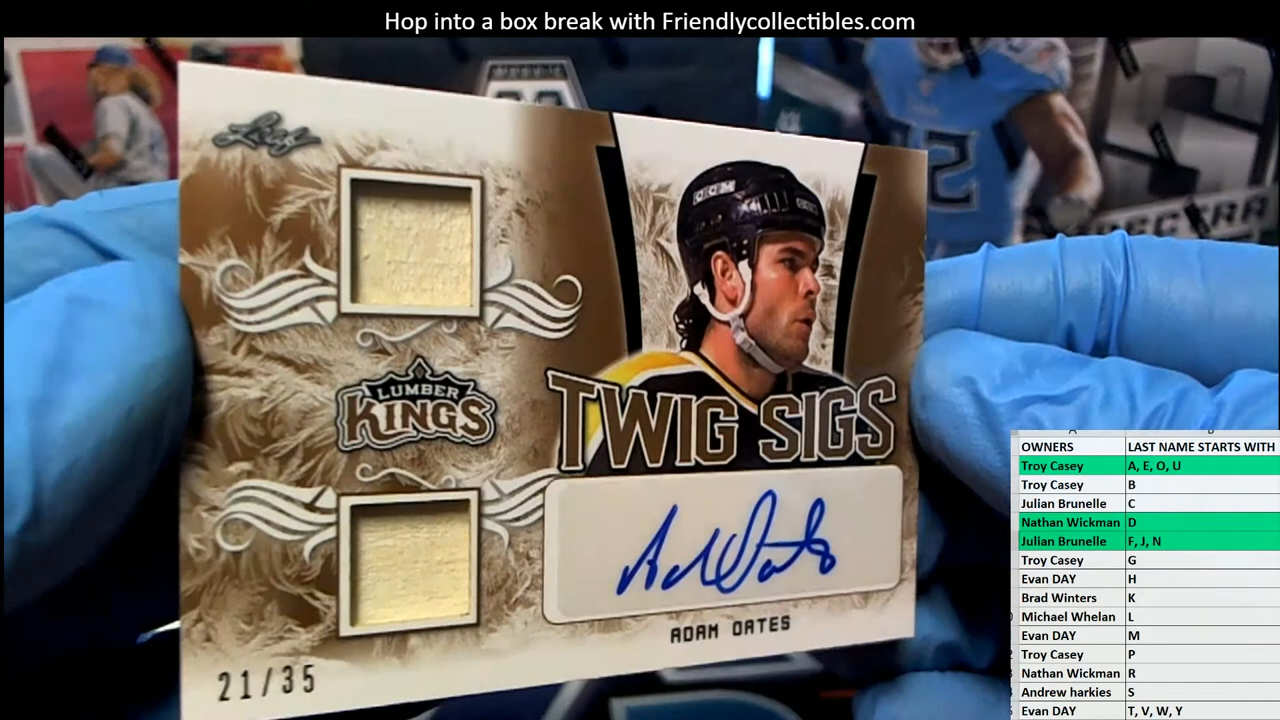 Hop into a box break with Friendlycollectibles.com
Leaf
CCM
LUMBER
KINGS
TWIG SIGS
ADAM OATES
21/35
OWNERS LAST NAME STARTS WITH
Troy Casey A, E, O, U
Troy Casey B
Julian Brunelle C
Nathan Wickman D
Julian Brunelle F, J, N
Troy Casey G
Evan DAY H
Brad Winters K
Michael Whelan L
Evan DAY M
Troy Casey P
Nathan Wickman R
Andrew harkies S
Evan DAY T, V, W, Y